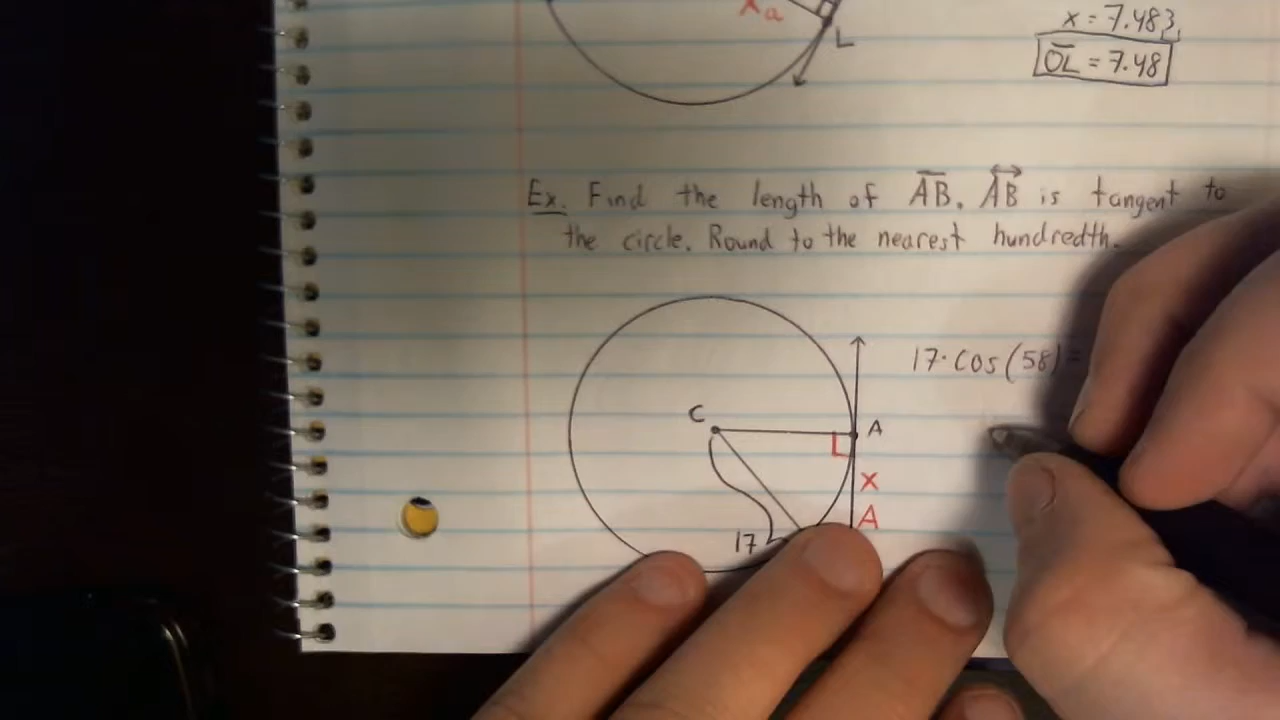 x = 7.483
X a
L
OL = 7.48
Ex. Find the length of AB. AB is tangent to
the circle. Round to the nearest hundredth.
17·cos(58) =
C
A
X
A
17